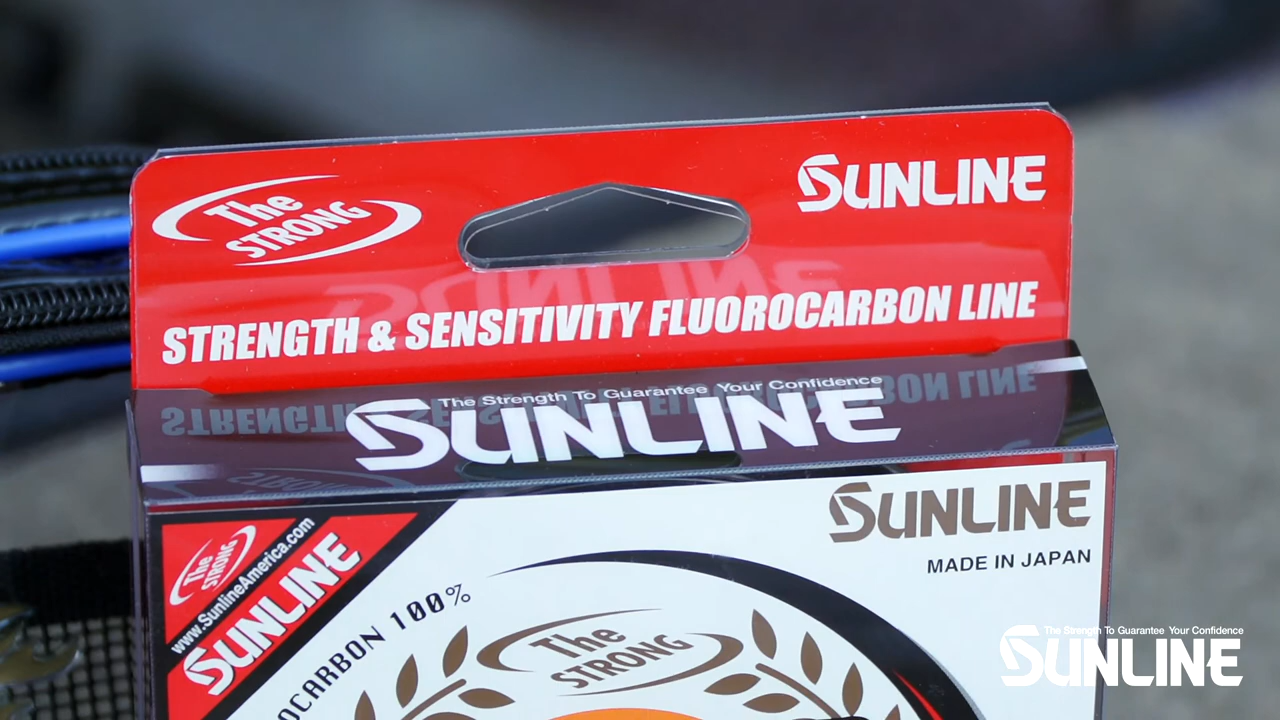 The STRONG
SUNLINE
STRENGTH & SENSITIVITY FLUOROCARBON LINE
The Strength To Guarantee Your Confidence
SUNLINE
The STRONG
www.SunlineAmerica.com
SUNLINE
OCARBON 100%
The STRONG
SUNLINE
MADE IN JAPAN
The Strength To Guarantee Your Confidence
SUNLINE